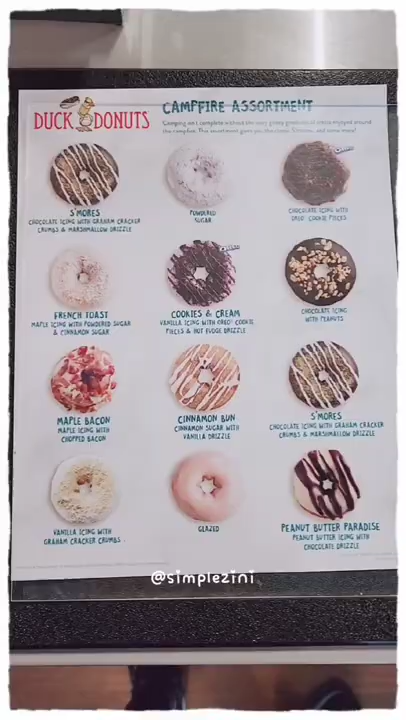 DUCK DONUTS
CAMPFIRE ASSORTMENT
S'MORES
CHOCOLATE ICING WITH GRAHAM CRACKER
CRUMBS & MARSHMALLOW DRIZZLE
POWDERED
SUGAR
CHOCOLATE ICING WITH
OREO COOKIE PIECES
FRENCH TOAST
MAPLE ICING WITH POWDERED SUGAR
& CINNAMON SUGAR
COOKIES & CREAM
VANILLA ICING WITH OREO COOKIE
PIECES & HOT FUDGE DRIZZLE
CHOCOLATE ICING
WITH PEANUTS
MAPLE BACON
MAPLE ICING WITH
CHOPPED BACON
CINNAMON BUN
CINNAMON SUGAR WITH
VANILLA DRIZZLE
S'MORES
CHOCOLATE ICING WITH GRAHAM CRACKER
CRUMBS & MARSHMALLOW DRIZZLE
VANILLA ICING WITH
GRAHAM CRACKER CRUMBS
GLAZED
PEANUT BUTTER PARADISE
PEANUT BUTTER ICING WITH
CHOCOLATE DRIZZLE
@simplezini